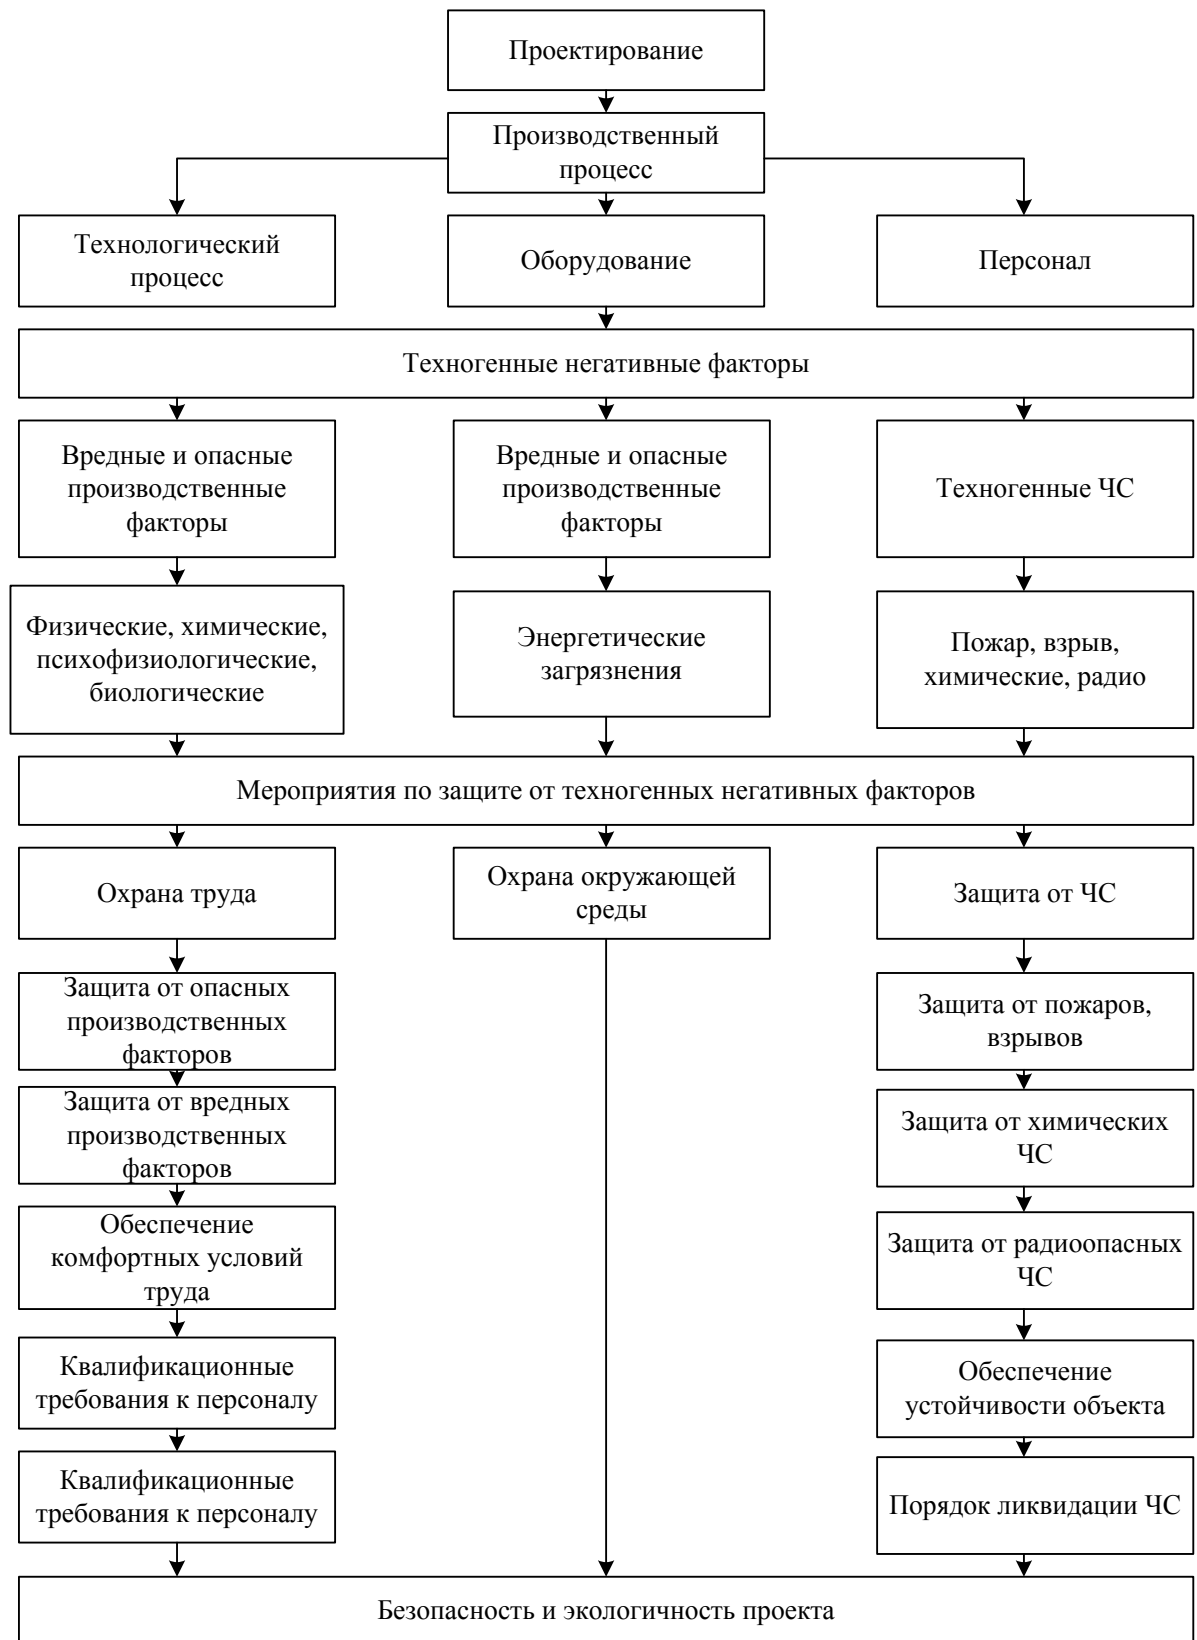 Проектирование
Производственный
процесс
Технологический
процесс
Оборудование
Персонал
Техногенные негативные факторы
Вредные и опасные
производственные
факторы
Вредные и опасные
производственные
факторы
Техногенные ЧС
Физические, химические,
психофизиологические,
биологические
Энергетические
загрязнения
Пожар, взрыв,
химические, радио
Мероприятия по защите от техногенных негативных факторов
Охрана труда
Охрана окружающей
среды
Защита от ЧС
Защита от опасных
производственных
факторов
Защита от пожаров,
взрывов
Защита от вредных
производственных
факторов
Защита от химических
ЧС
Обеспечение
комфортных условий
труда
Защита от радиоопасных
ЧС
Квалификационные
требования к персоналу
Обеспечение
устойчивости объекта
Квалификационные
требования к персоналу
Порядок ликвидации ЧС
Безопасность и экологичность проекта